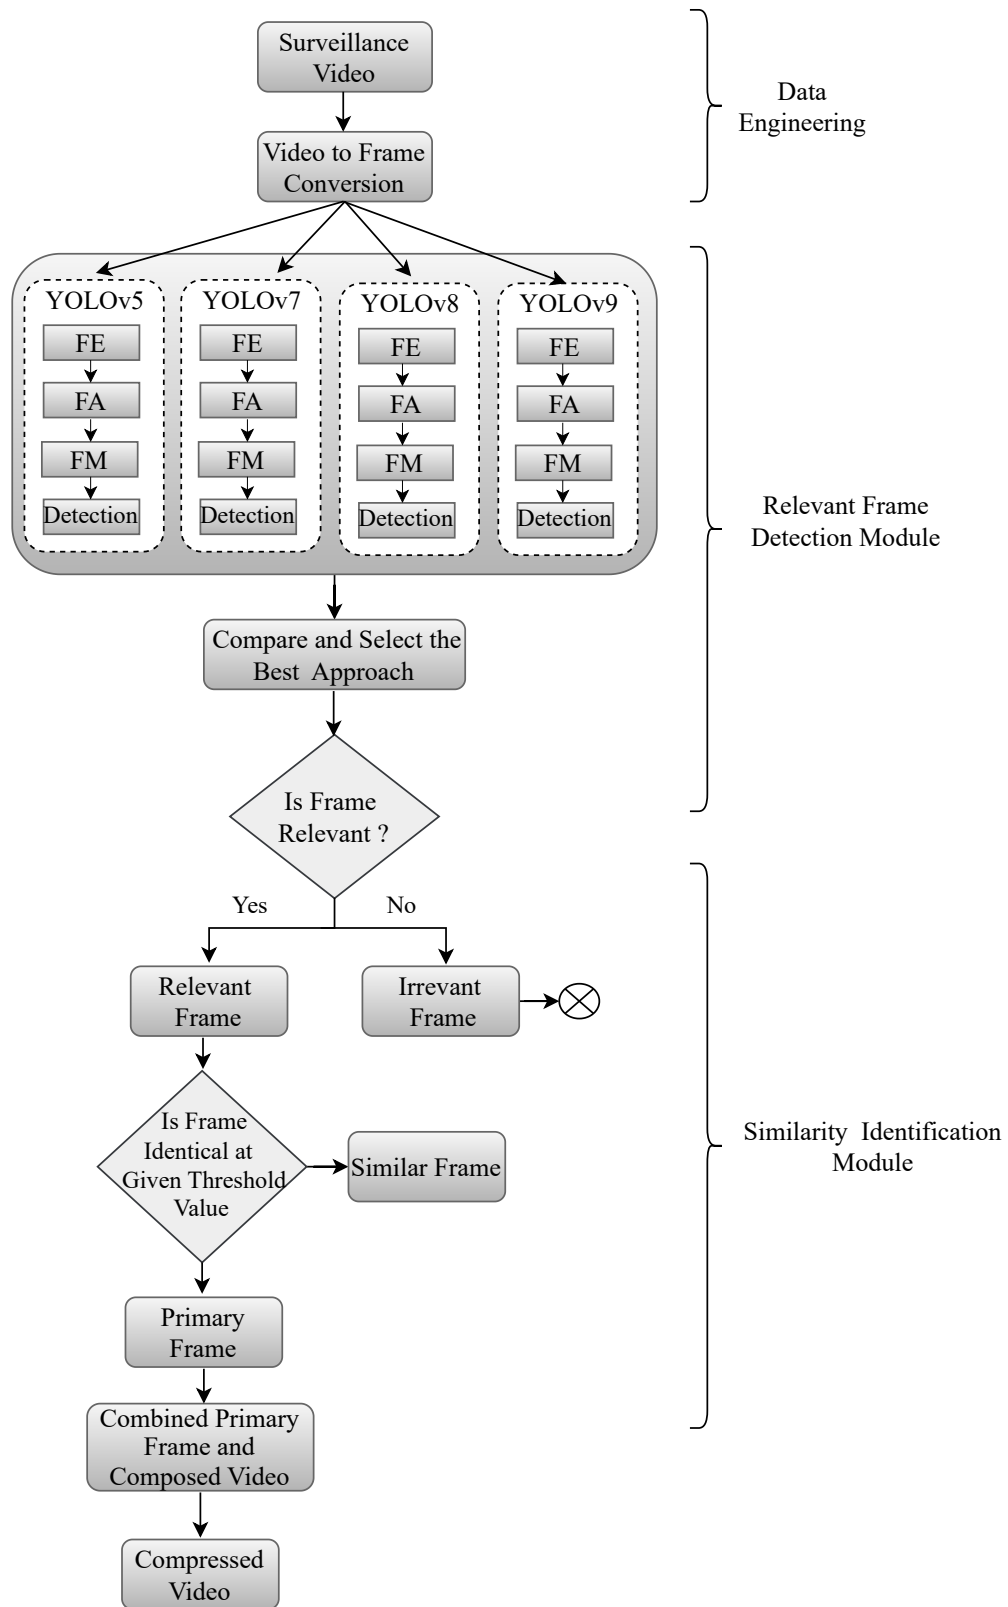 Surveillance
Video
Data
Engineering
Video to Frame
Conversion
YOLOv5
FE
FA
FM
Detection
YOLOv7
FE
FA
FM
Detection
YOLOv8
FE
FA
FM
Detection
YOLOv9
FE
FA
FM
Detection
Relevant Frame
Detection Module
Compare and Select the
Best Approach
Is Frame
Relevant ?
Yes
No
Relevant
Frame
Irrevant
Frame
Is Frame
Identical at
Given Threshold
Value
Similar Frame
Similarity Identification
Module
Primary
Frame
Combined Primary
Frame and
Composed Video
Compressed
Video